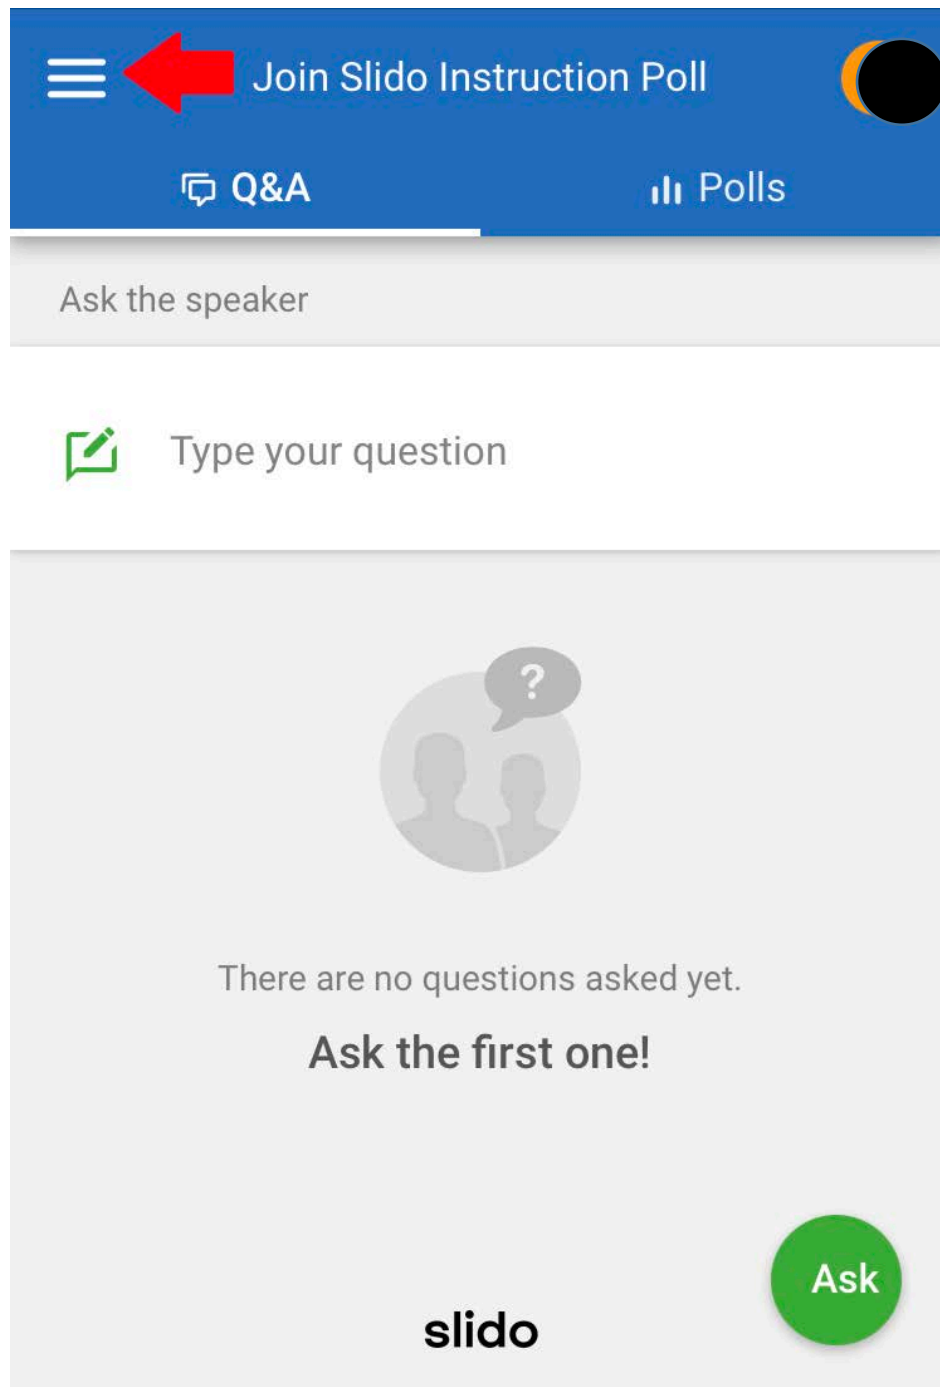 Join Slido Instruction Poll
Q&A
Polls
Ask the speaker
Type your question
?
There are no questions asked yet.
Ask the first one!
Ask
slido